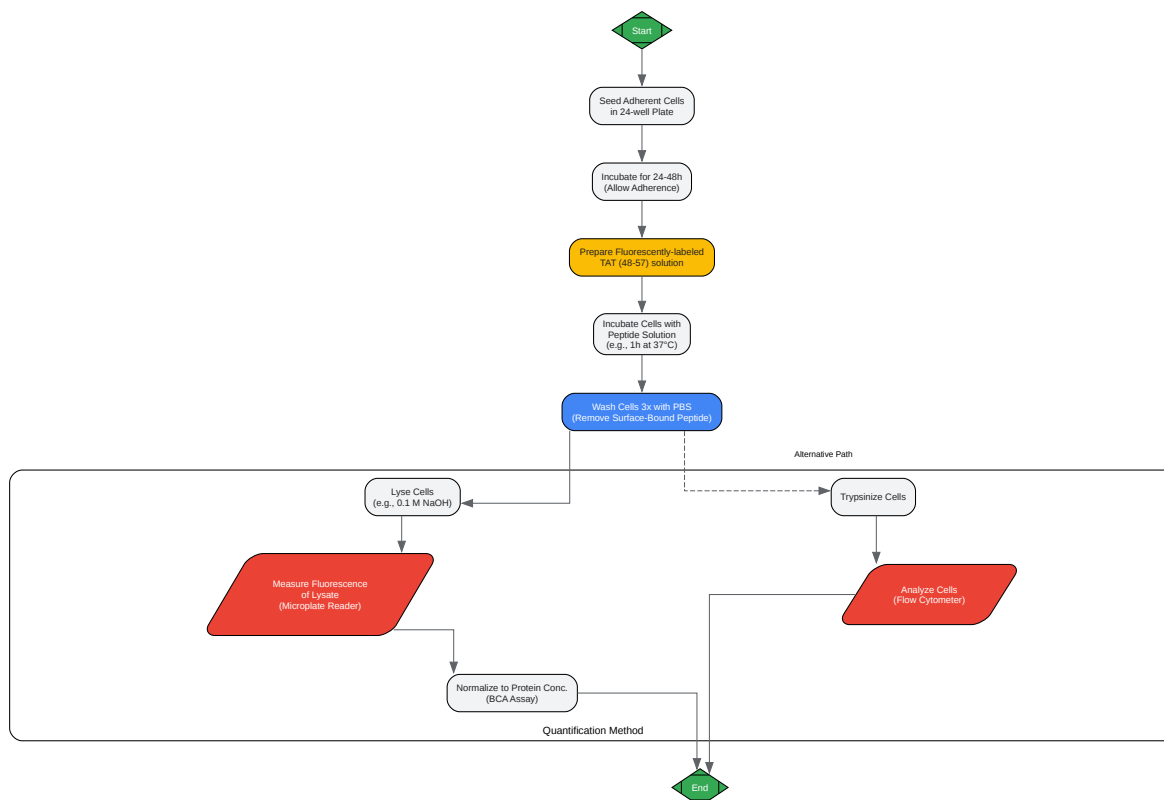 Start
Seed Adherent Cells
in 24-well Plate
Incubate for 24-48h
(Allow Adherence)
Prepare Fluorescently-labeled
TAT (48-57) solution
Incubate Cells with
Peptide Solution
(e.g., 1h at 37°C)
Wash Cells 3x with PBS
(Remove Surface-Bound Peptide)
Alternative Path
Lyse Cells
(e.g., 0.1 M NaOH)
Trypsinize Cells
Measure Fluorescence
of Lysate
(Microplate Reader)
Analyze Cells
(Flow Cytometer)
Normalize to Protein Conc.
(BCA Assay)
Quantification Method
End